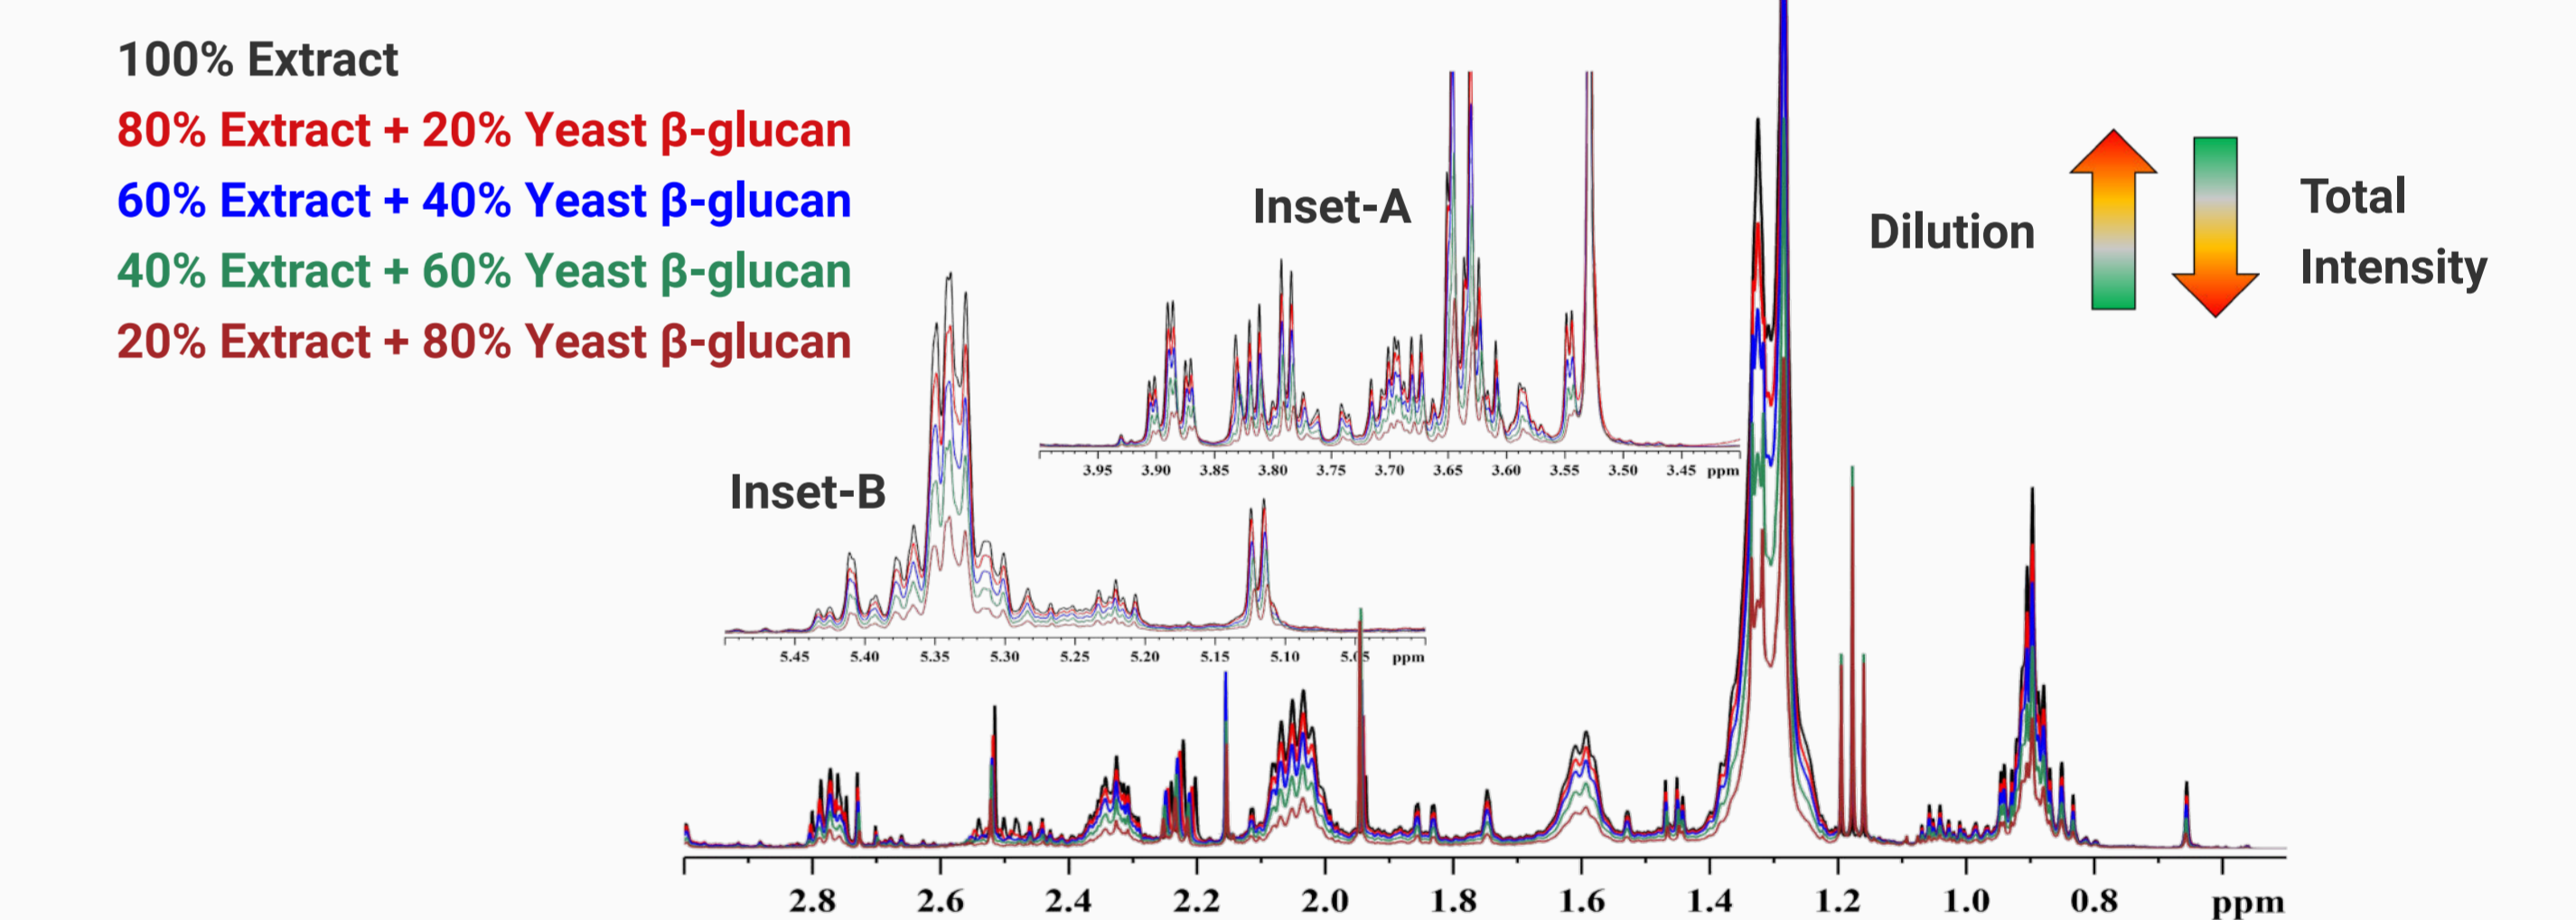 100% Extract
80% Extract + 20% Yeast β-glucan
60% Extract + 40% Yeast β-glucan
40% Extract + 60% Yeast β-glucan
20% Extract + 80% Yeast β-glucan
Inset-A
Dilution
Total
Intensity
3.95 3.90 3.85 3.80 3.75 3.70 3.65 3.60 3.55 3.50 3.45 ppm
Inset-B
5.45 5.40 5.35 5.30 5.25 5.20 5.15 5.10 5.05 ppm
2.8 2.6 2.4 2.2 2.0 1.8 1.6 1.4 1.2 1.0 0.8 ppm